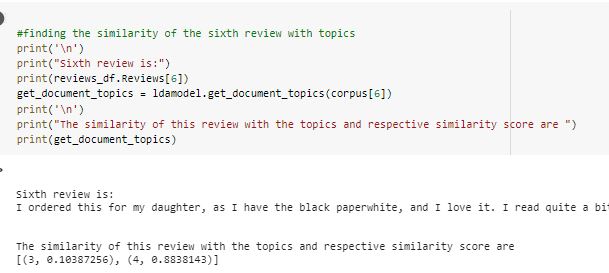 #finding the similarity of the sixth review with topics
print('\n')
print("Sixth review is:")
print(reviews_df.Reviews[6])
get_document_topics = ldamodel.get_document_topics(corpus[6])
print('\n')
print("The similarity of this review with the topics and respective similarity score are ")
print(get_document_topics)
Sixth review is:
I ordered this for my daughter, as I have the black paperwhite, and I love it. I read quite a bi
The similarity of this review with the topics and respective similarity score are
[(3, 0.10387256), (4, 0.8838143)]